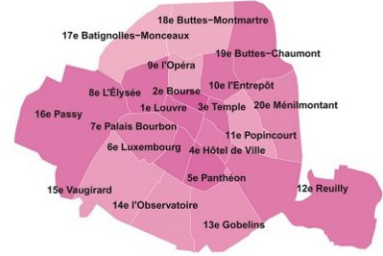 18e Buttes-Montmartre
17e Batignolles-Monceaux
19e Buttes-Chaumont
9e l'Opéra
10e l'Entrepôt
8e L'Élysée
2e Bourse
1e Louvre
3e Temple
20e Ménilmontant
16e Passy
7e Palais Bourbon
11e Popincourt
6e Luxembourg
4e Hôtel de Ville
5e Panthéon
12e Reuilly
15e Vaugirard
14e l'Observatoire
13e Gobelins